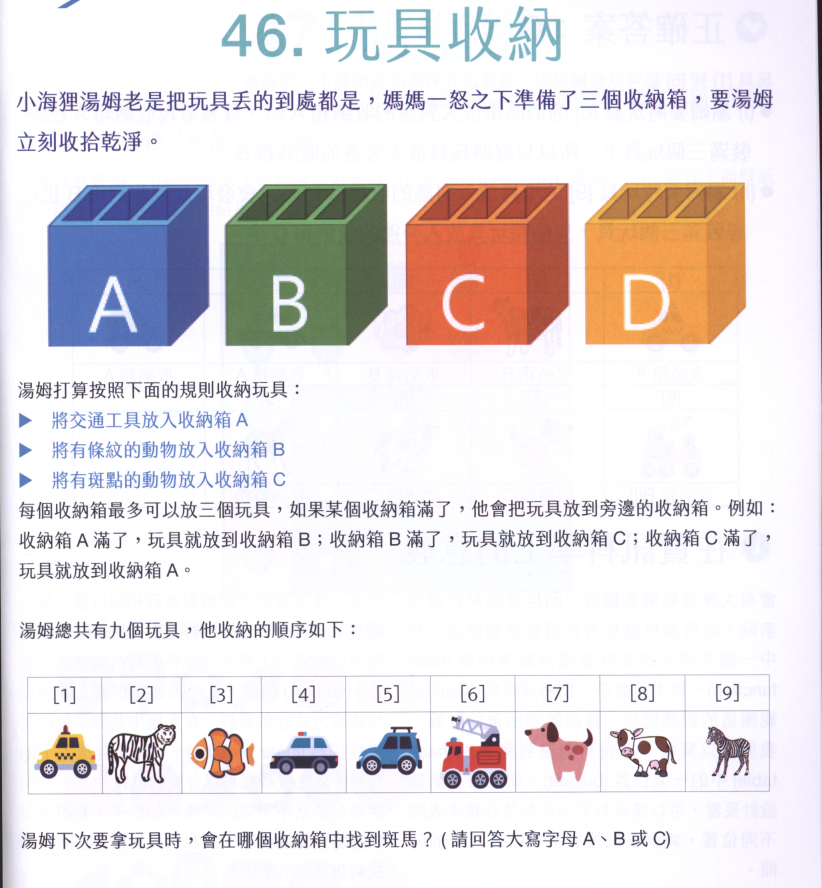 46. 玩具收納
小海狸湯姆老是把玩具丟的到處都是，媽媽一怒之下準備了三個收納箱，要湯姆
立刻收拾乾淨。
A B C D
湯姆打算按照下面的規則收納玩具：
▶ 將交通工具放入收納箱 A
▶ 將有條紋的動物放入收納箱 B
▶ 將有斑點的動物放入收納箱 C
每個收納箱最多可以放三個玩具，如果某個收納箱滿了，他會把玩具放到旁邊的收納箱。例如：
收納箱 A 滿了，玩具就放到收納箱 B；收納箱 B 滿了，玩具就放到收納箱 C；收納箱 C 滿了，
玩具就放到收納箱 A。
湯姆總共有九個玩具，他收納的順序如下：
[1] [2] [3] [4] [5] [6] [7] [8] [9]
湯姆下次要拿玩具時，會在哪個收納箱中找到斑馬？ ( 請回答大寫字母 A、B 或 C)